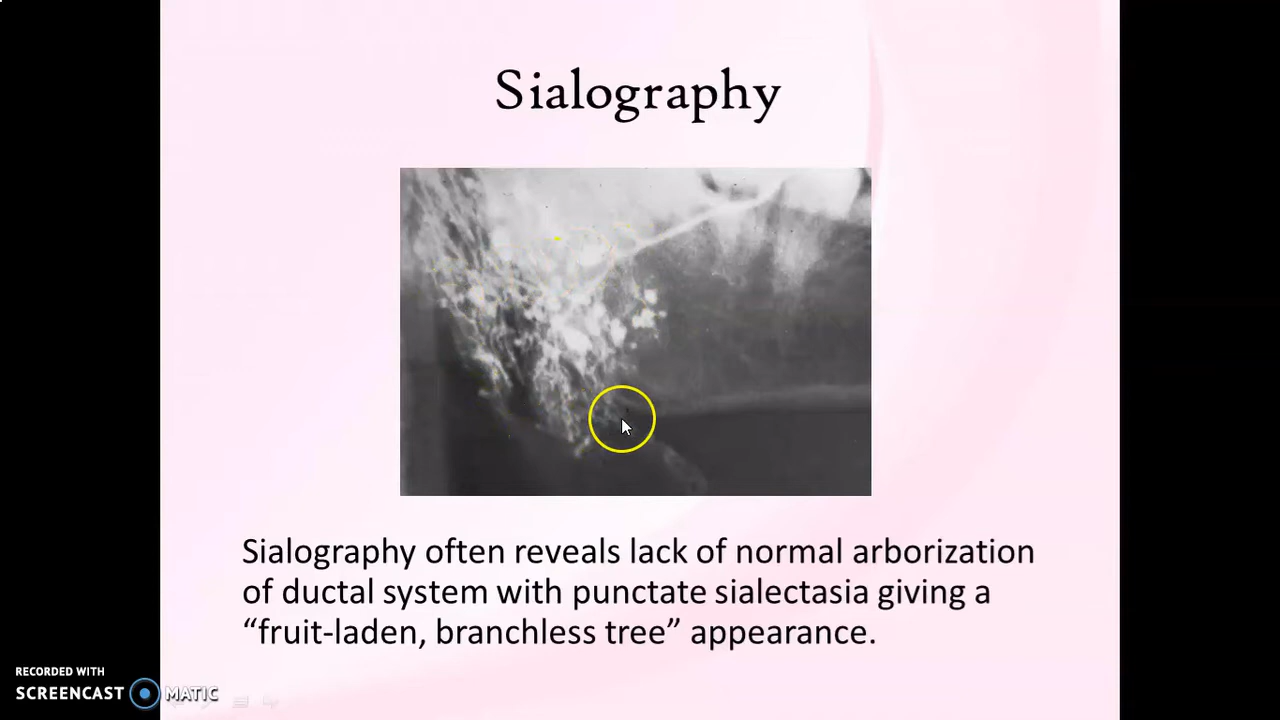 Sialography
Sialography often reveals lack of normal arborization
of ductal system with punctate sialectasia giving a
“fruit-laden, branchless tree” appearance.
RECORDED WITH
SCREENCAST MATIC